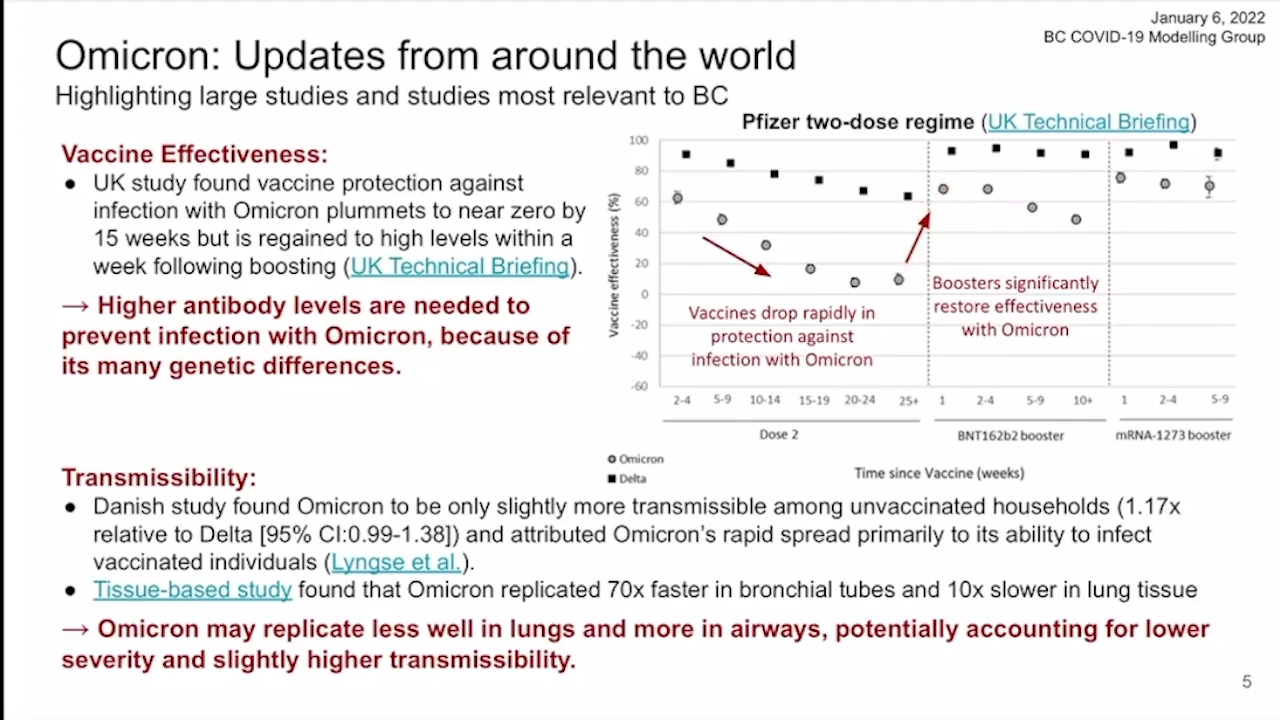 January 6, 2022
BC COVID-19 Modelling Group
Omicron: Updates from around the world
Highlighting large studies and studies most relevant to BC
Vaccine Effectiveness:
● UK study found vaccine protection against
infection with Omicron plummets to near zero by
15 weeks but is regained to high levels within a
week following boosting (UK Technical Briefing).
→ Higher antibody levels are needed to
prevent infection with Omicron, because of
its many genetic differences.
Pfizer two-dose regime (UK Technical Briefing)
Vaccine effectiveness (%)
100
80
60
40
20
0
-20
-40
-60
Vaccines drop rapidly in
protection against
infection with Omicron
Boosters significantly
restore effectiveness
with Omicron
2-4 5-9 10-14 15-19 20-24 25+ 1 2-4 5-9 10+ 1 2-4 5-9
Dose 2 BNT162b2 booster mRNA-1273 booster
Omicron
Delta
Time since Vaccine (weeks)
Transmissibility:
● Danish study found Omicron to be only slightly more transmissible among unvaccinated households (1.17x
relative to Delta [95% CI:0.99-1.38]) and attributed Omicron's rapid spread primarily to its ability to infect
vaccinated individuals (Lyngse et al.).
● Tissue-based study found that Omicron replicated 70x faster in bronchial tubes and 10x slower in lung tissue
→ Omicron may replicate less well in lungs and more in airways, potentially accounting for lower
severity and slightly higher transmissibility.
5